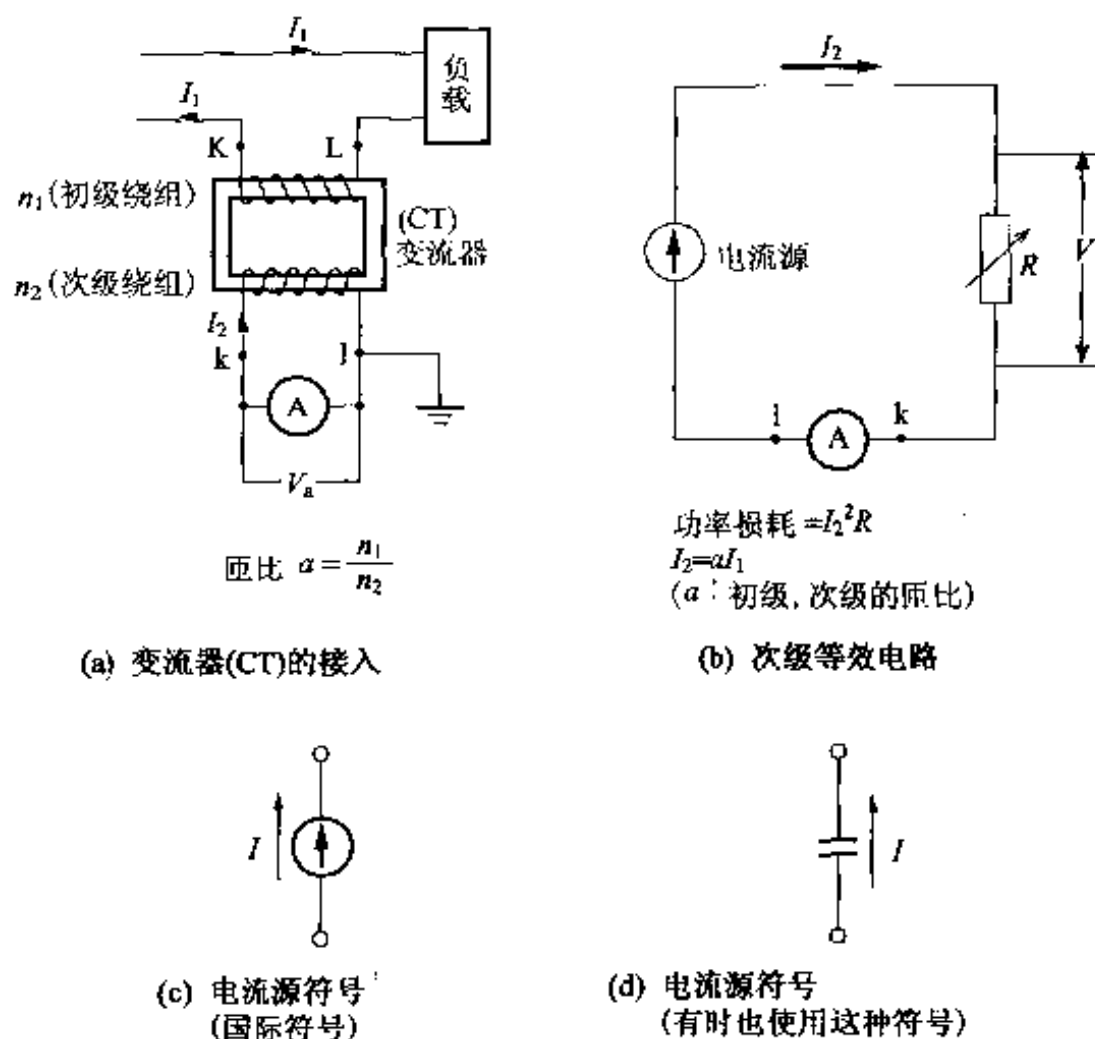 I₁
负
载
I₁
K
L
n₁(初级绕组)
(CT)
变流器
n₂(次级绕组)
I₂
k
l
A
Vₐ
匝比 a = n₁/n₂
(a) 变流器(CT)的接入
I₂
电流源
R
V
l
A
k
功率损耗=I₂²R
I₂=aI₁
(a:初级,次级的匝比)
(b) 次级等效电路
I
(c) 电流源符号
(国际符号)
I
(d) 电流源符号
(有时也使用这种符号)